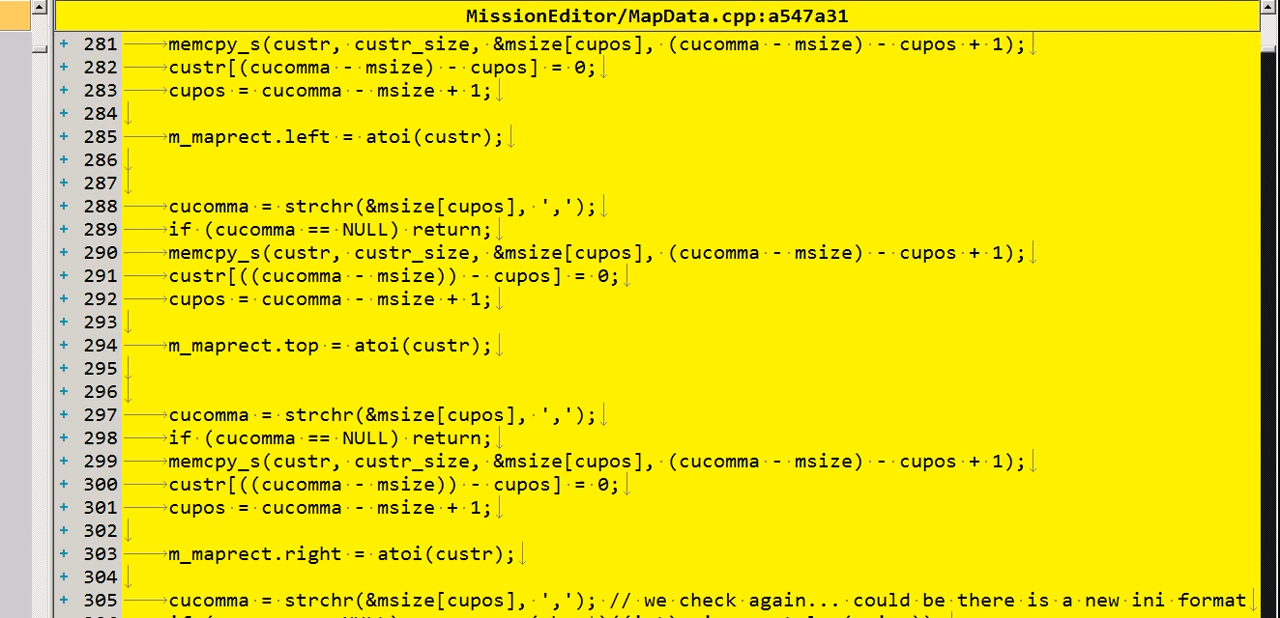 MissionEditor/MapData.cpp:a547a31
+ 281 memcpy_s(custr, custr_size, &msize[cupos], (cucomma - msize) - cupos + 1);
+ 282 custr[(cucomma - msize) - cupos] = 0;
+ 283 cupos = cucomma - msize + 1;
+ 284
+ 285 m_maprect.left = atoi(custr);
+ 286
+ 287
+ 288 cucomma = strchr(&msize[cupos], ',');
+ 289 if (cucomma == NULL) return;
+ 290 memcpy_s(custr, custr_size, &msize[cupos], (cucomma - msize) - cupos + 1);
+ 291 custr[((cucomma - msize)) - cupos] = 0;
+ 292 cupos = cucomma - msize + 1;
+ 293
+ 294 m_maprect.top = atoi(custr);
+ 295
+ 296
+ 297 cucomma = strchr(&msize[cupos], ',');
+ 298 if (cucomma == NULL) return;
+ 299 memcpy_s(custr, custr_size, &msize[cupos], (cucomma - msize) - cupos + 1);
+ 300 custr[((cucomma - msize)) - cupos] = 0;
+ 301 cupos = cucomma - msize + 1;
+ 302
+ 303 m_maprect.right = atoi(custr);
+ 304
+ 305 cucomma = strchr(&msize[cupos], ','); // we check again... could be there is a new ini format